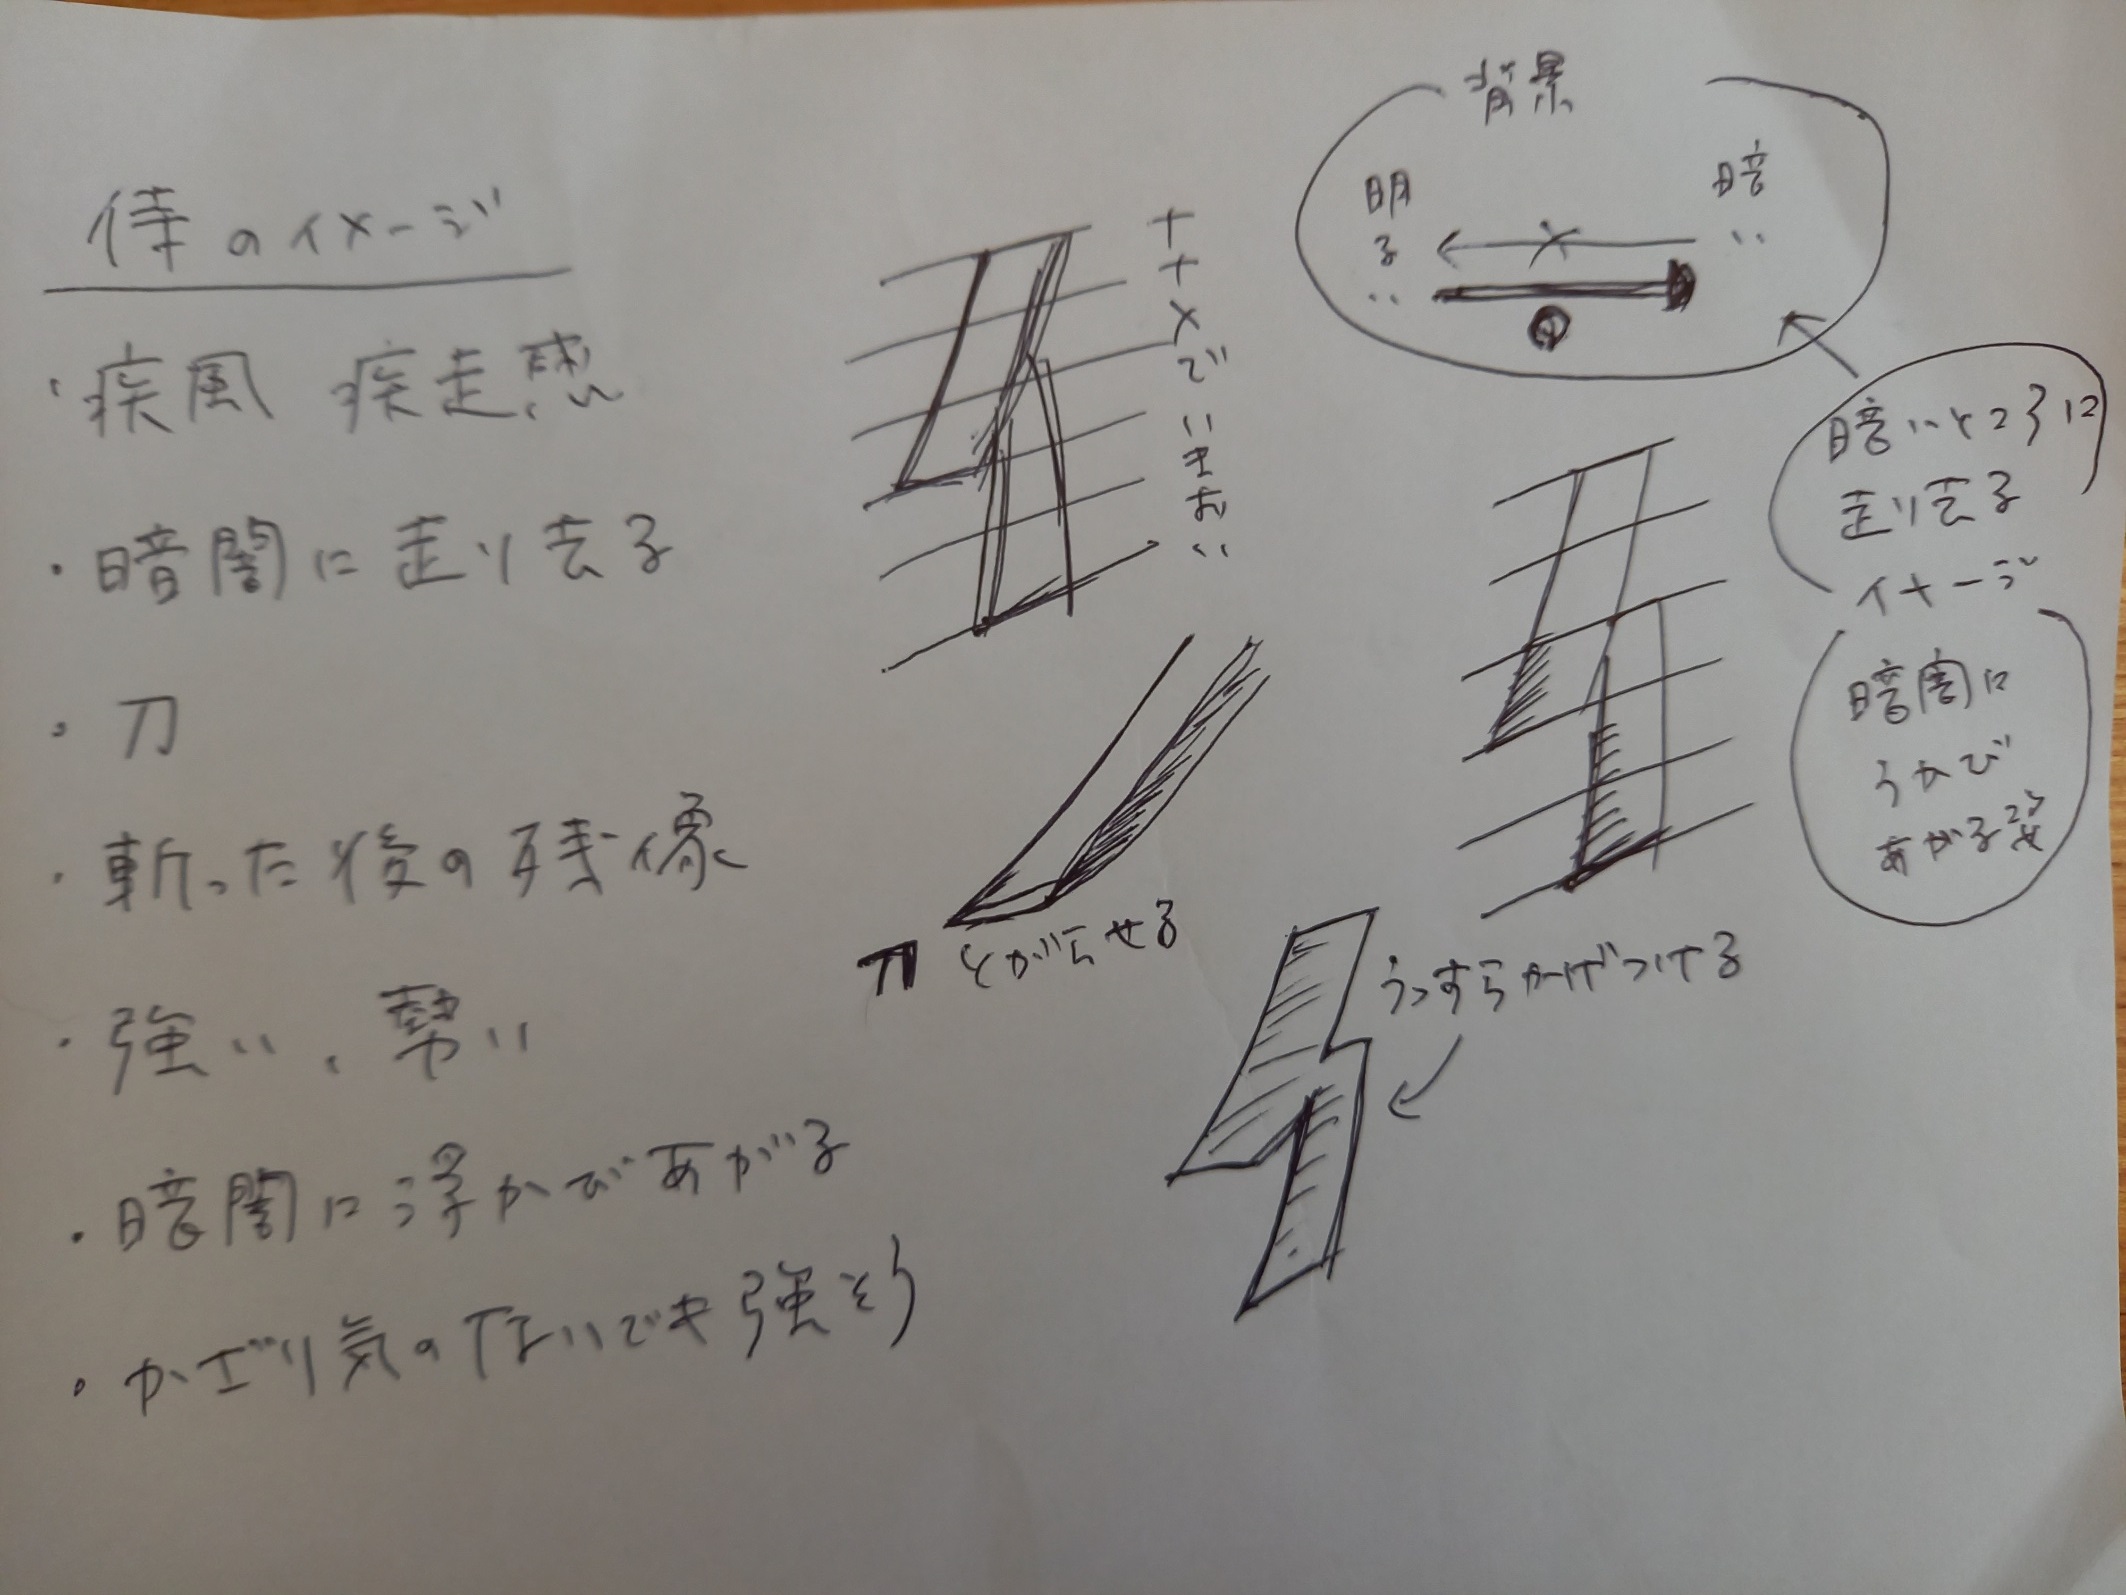 侍のイメージ
・疾風 疾走感
・暗闇に走り去る
・刀
・斬った後の残像
・強い、勢い
・暗闇に浮かびあがる
・かざり気のないでも強そう
ナナメでいきおい
背景
明るい
暗い
暗いところに
走り去る
イメージ
暗闇に
うかび
あがる姿
刀 とがらせる
うっすらかげつける